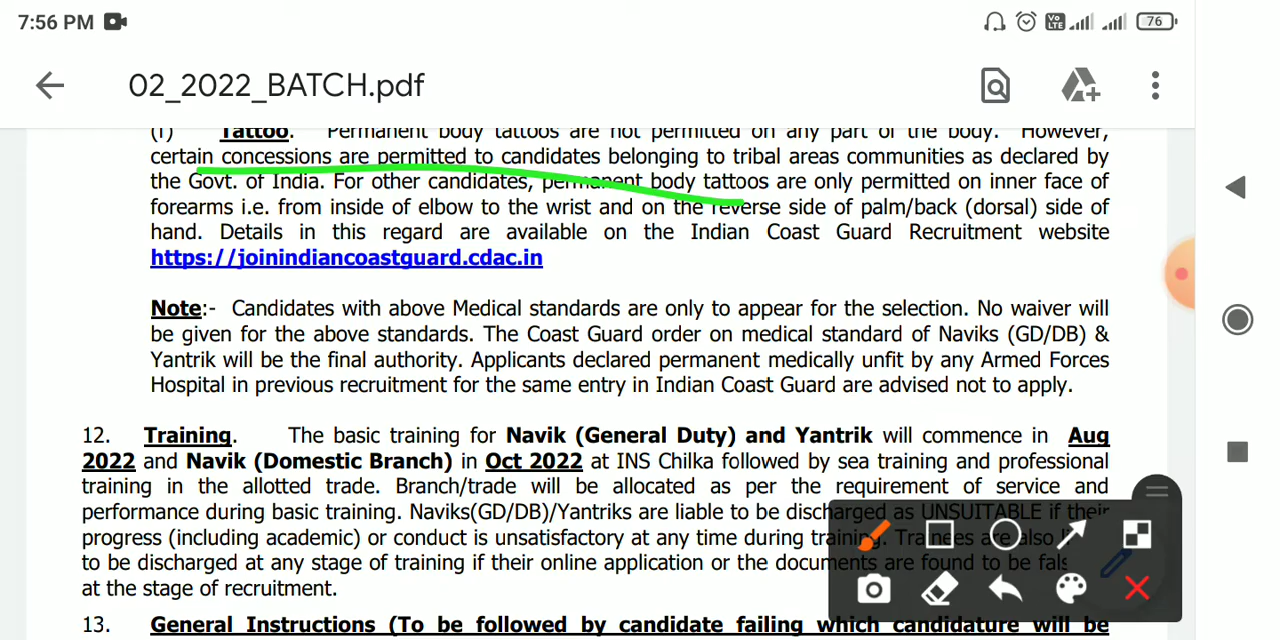 7:56 PM
Vo LTE
76
02_2022_BATCH.pdf
(f) Tattoo. Permanent body tattoos are not permitted on any part of the body. However,
certain concessions are permitted to candidates belonging to tribal areas communities as declared by
the Govt. of India. For other candidates, permanent body tattoos are only permitted on inner face of
forearms i.e. from inside of elbow to the wrist and on the reverse side of palm/back (dorsal) side of
hand. Details in this regard are available on the Indian Coast Guard Recruitment website
https://joinindiancoastguard.cdac.in
Note:- Candidates with above Medical standards are only to appear for the selection. No waiver will
be given for the above standards. The Coast Guard order on medical standard of Naviks (GD/DB) &
Yantrik will be the final authority. Applicants declared permanent medically unfit by any Armed Forces
Hospital in previous recruitment for the same entry in Indian Coast Guard are advised not to apply.
12. Training. The basic training for Navik (General Duty) and Yantrik will commence in Aug
2022 and Navik (Domestic Branch) in Oct 2022 at INS Chilka followed by sea training and professional
training in the allotted trade. Branch/trade will be allocated as per the requirement of service and
performance during basic training. Naviks(GD/DB)/Yantriks are liable to be discharged as UNSUITABLE if their
progress (including academic) or conduct is unsatisfactory at any time during training. Trainees are also
to be discharged at any stage of training if their online application or the documents are found to be
at the stage of recruitment.
13. General Instructions (To be followed by candidate failing which candidature will be